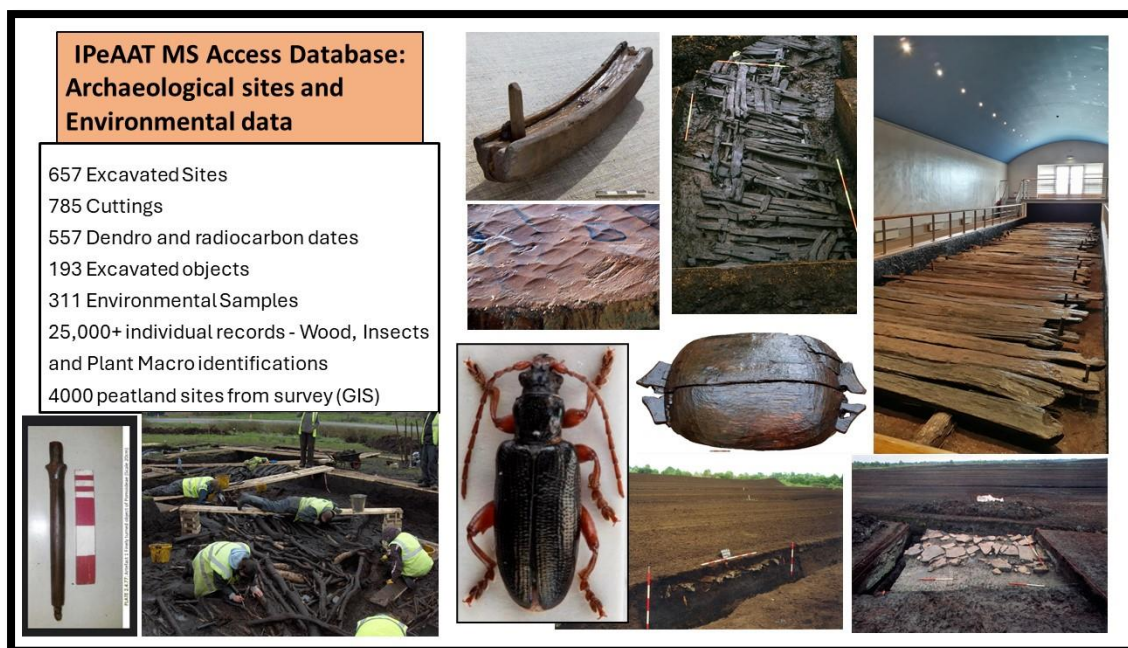 IPeAAT MS Access Database:
Archaeological sites and
Environmental data
657 Excavated Sites
785 Cuttings
557 Dendro and radiocarbon dates
193 Excavated objects
311 Environmental Samples
25,000+ individual records - Wood, Insects
and Plant Macro identifications
4000 peatland sites from survey (GIS)